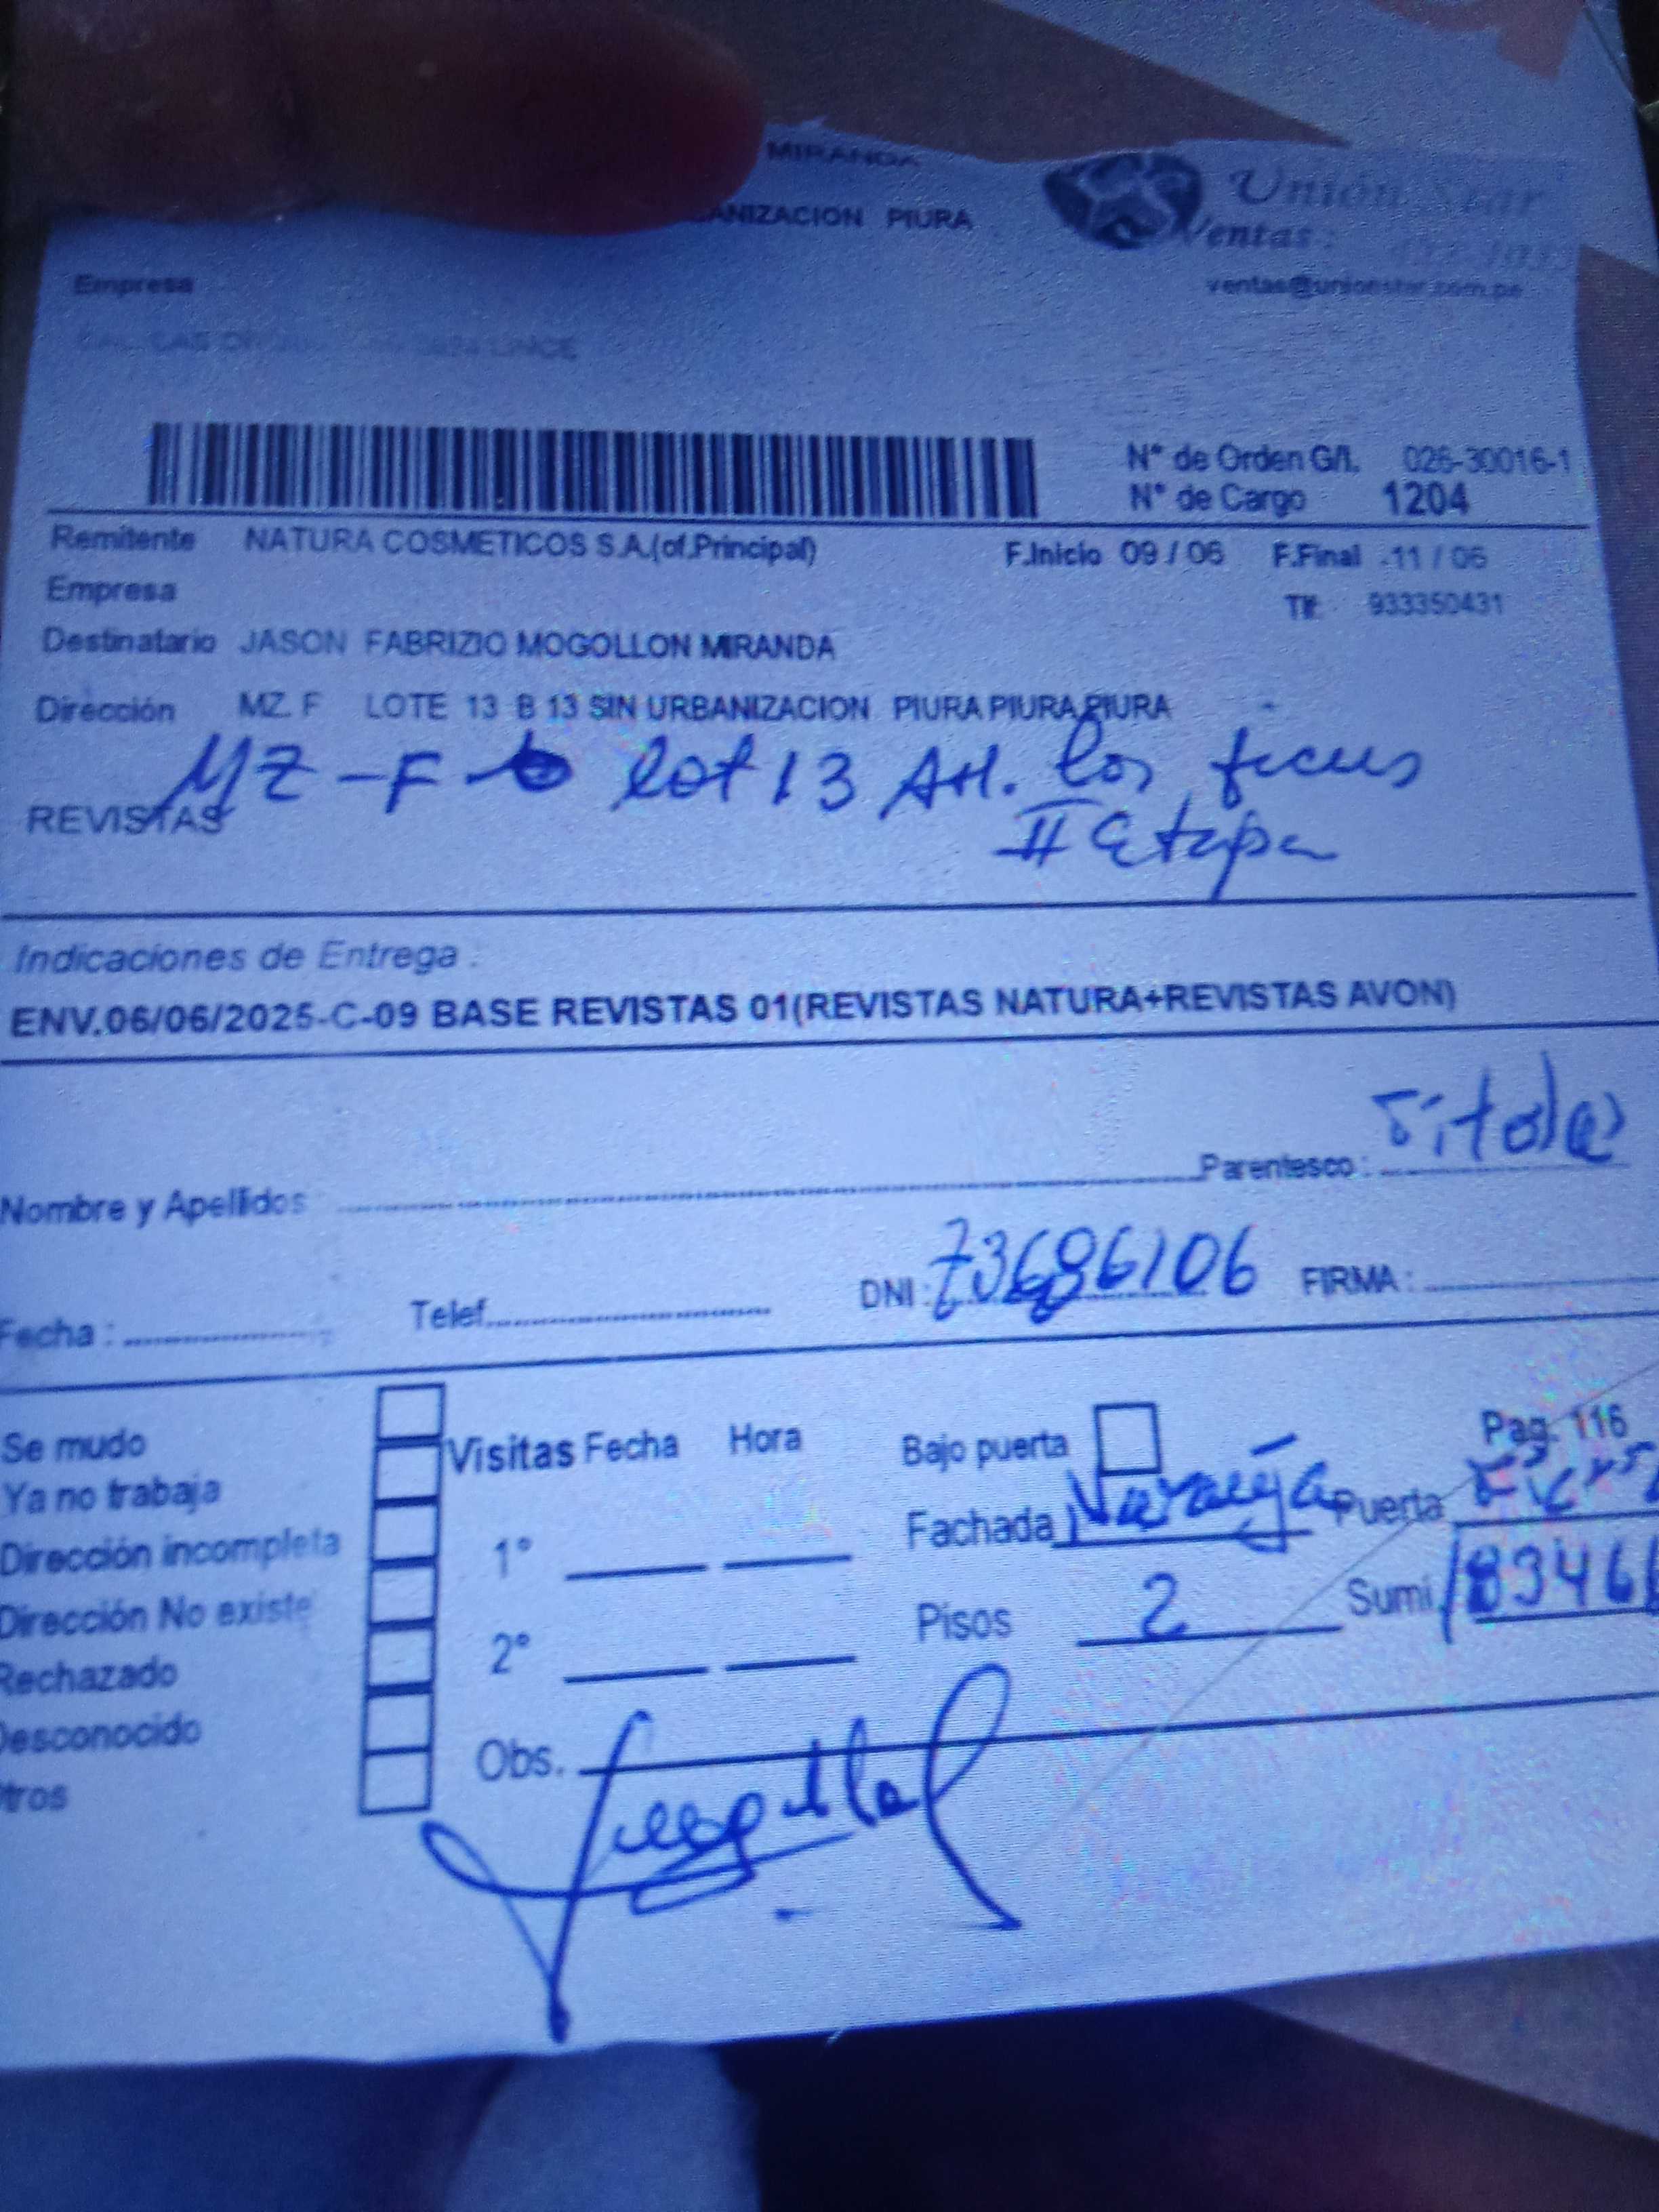 MIRANDA
ANIZACION PIURA
Unión Star
Ventas :
ventas@unionstar.com.pe
Empresa
LINCE
N° de Orden G/I. 026-30016-1
N° de Cargo 1204
Remitente NATURA COSMETICOS S.A.(of.Principal) F.Inicio 09 / 06 F.Final -11 / 06
Empresa
Tlf: 933350431
Destinatario JASON FABRIZIO MOGOLLON MIRANDA
Dirección MZ. F LOTE 13 B 13 SIN URBANIZACION PIURA PIURA PIURA
MZ-F lot 13 A.H. los ficus
II Etapa
REVISTAS
Indicaciones de Entrega :
ENV.06/06/2025-C-09 BASE REVISTAS 01(REVISTAS NATURA+REVISTAS AVON)
Nombre y Apellidos Parentesco : Titular
Fecha : Telef. DNI : 73686106 FIRMA :
Se mudo
Ya no trabaja
Dirección incompleta
Dirección No existe
Rechazado
Desconocido
tros
Visitas Fecha Hora
1°
2°
Obs.
Bajo puerta Pag. 116
Fachada Naranja Puerta
Pisos 2 Sumi